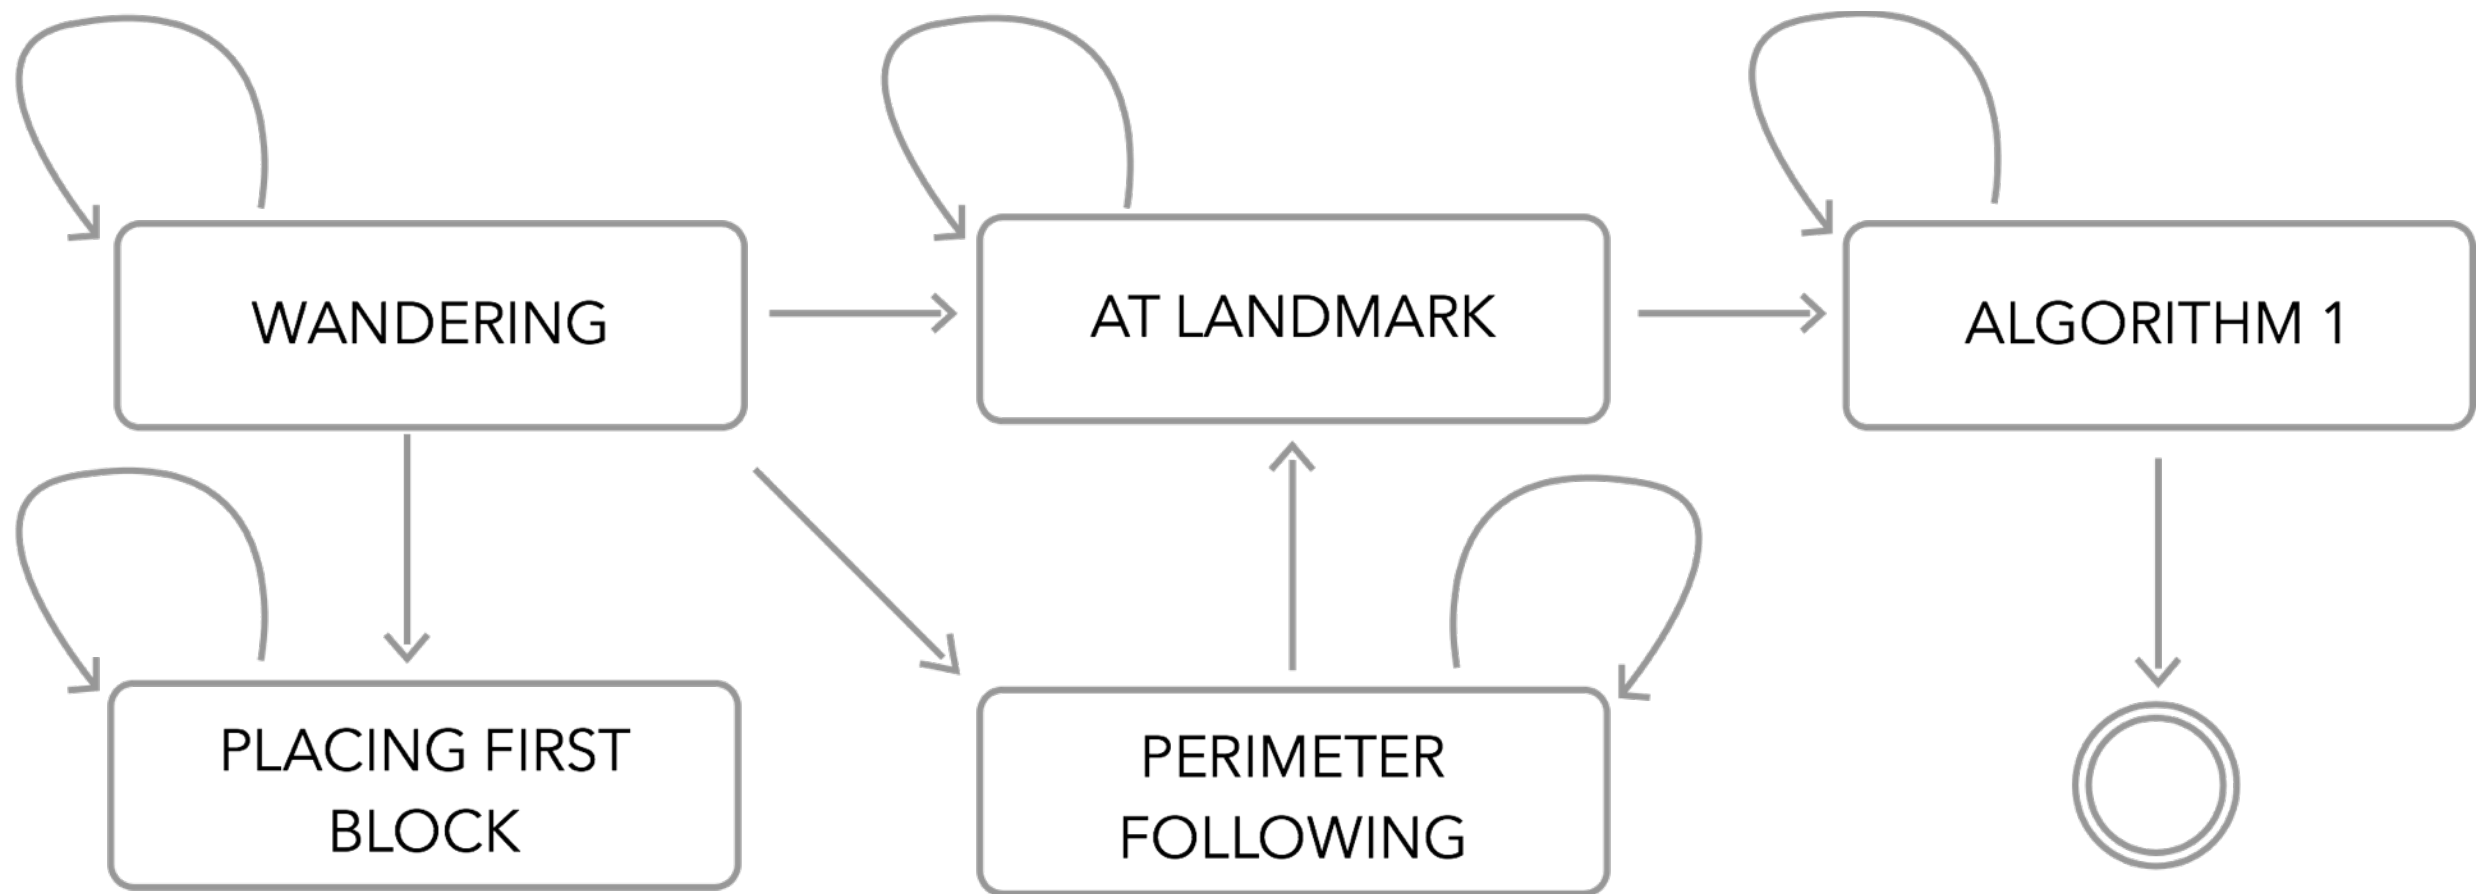 WANDERING
AT LANDMARK
ALGORITHM 1
PLACING FIRST
BLOCK
PERIMETER
FOLLOWING